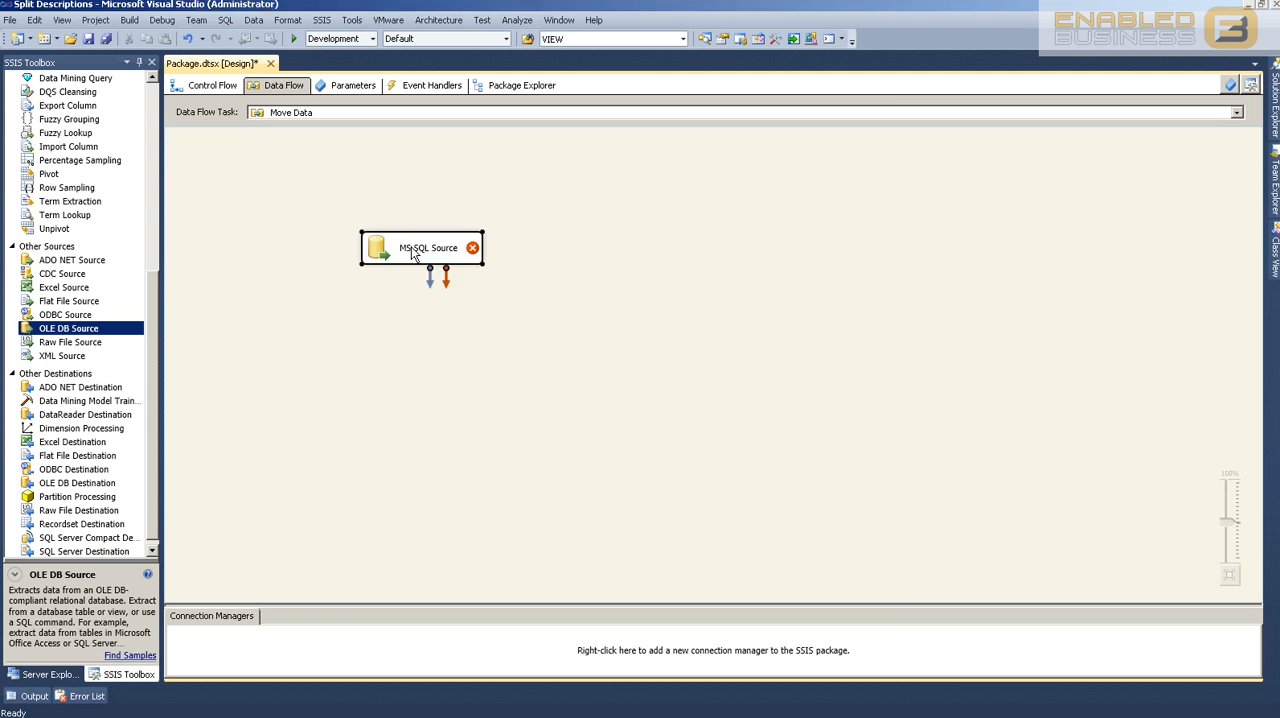 Split Descriptions - Microsoft Visual Studio (Administrator)
File Edit View Project Build Debug Team SQL Data Format SSIS Tools VMware Architecture Test Analyze Window Help
Development Default VIEW
ENABLED
BUSINESS
SSIS Toolbox
Package.dtsx [Design]*
Control Flow Data Flow Parameters Event Handlers Package Explorer
Data Flow Task: Move Data
Data Mining Query
DQS Cleansing
Export Column
Fuzzy Grouping
Fuzzy Lookup
Import Column
Percentage Sampling
Pivot
Row Sampling
Term Extraction
Term Lookup
Unpivot
Other Sources
ADO NET Source
CDC Source
Excel Source
Flat File Source
ODBC Source
OLE DB Source
Raw File Source
XML Source
Other Destinations
ADO NET Destination
Data Mining Model Train...
DataReader Destination
Dimension Processing
Excel Destination
Flat File Destination
ODBC Destination
OLE DB Destination
Partition Processing
Raw File Destination
Recordset Destination
SQL Server Compact De...
SQL Server Destination
OLE DB Source
Extracts data from an OLE DB-
compliant relational database. Extract
from a database table or view, or use
a SQL command. For example,
extract data from tables in Microsoft
Office Access or SQL Server...
Find Samples
Server Explo... SSIS Toolbox
Output Error List
Ready
MS SQL Source
100%
Connection Managers
Right-click here to add a new connection manager to the SSIS package.
Solution Explorer
Team Explorer
Class View